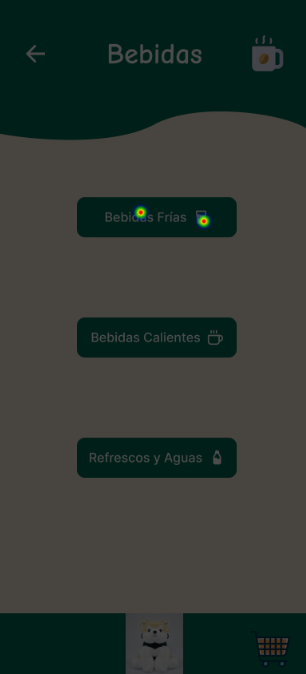 Bebidas
Bebidas Frías
Bebidas Calientes
Refrescos y Aguas